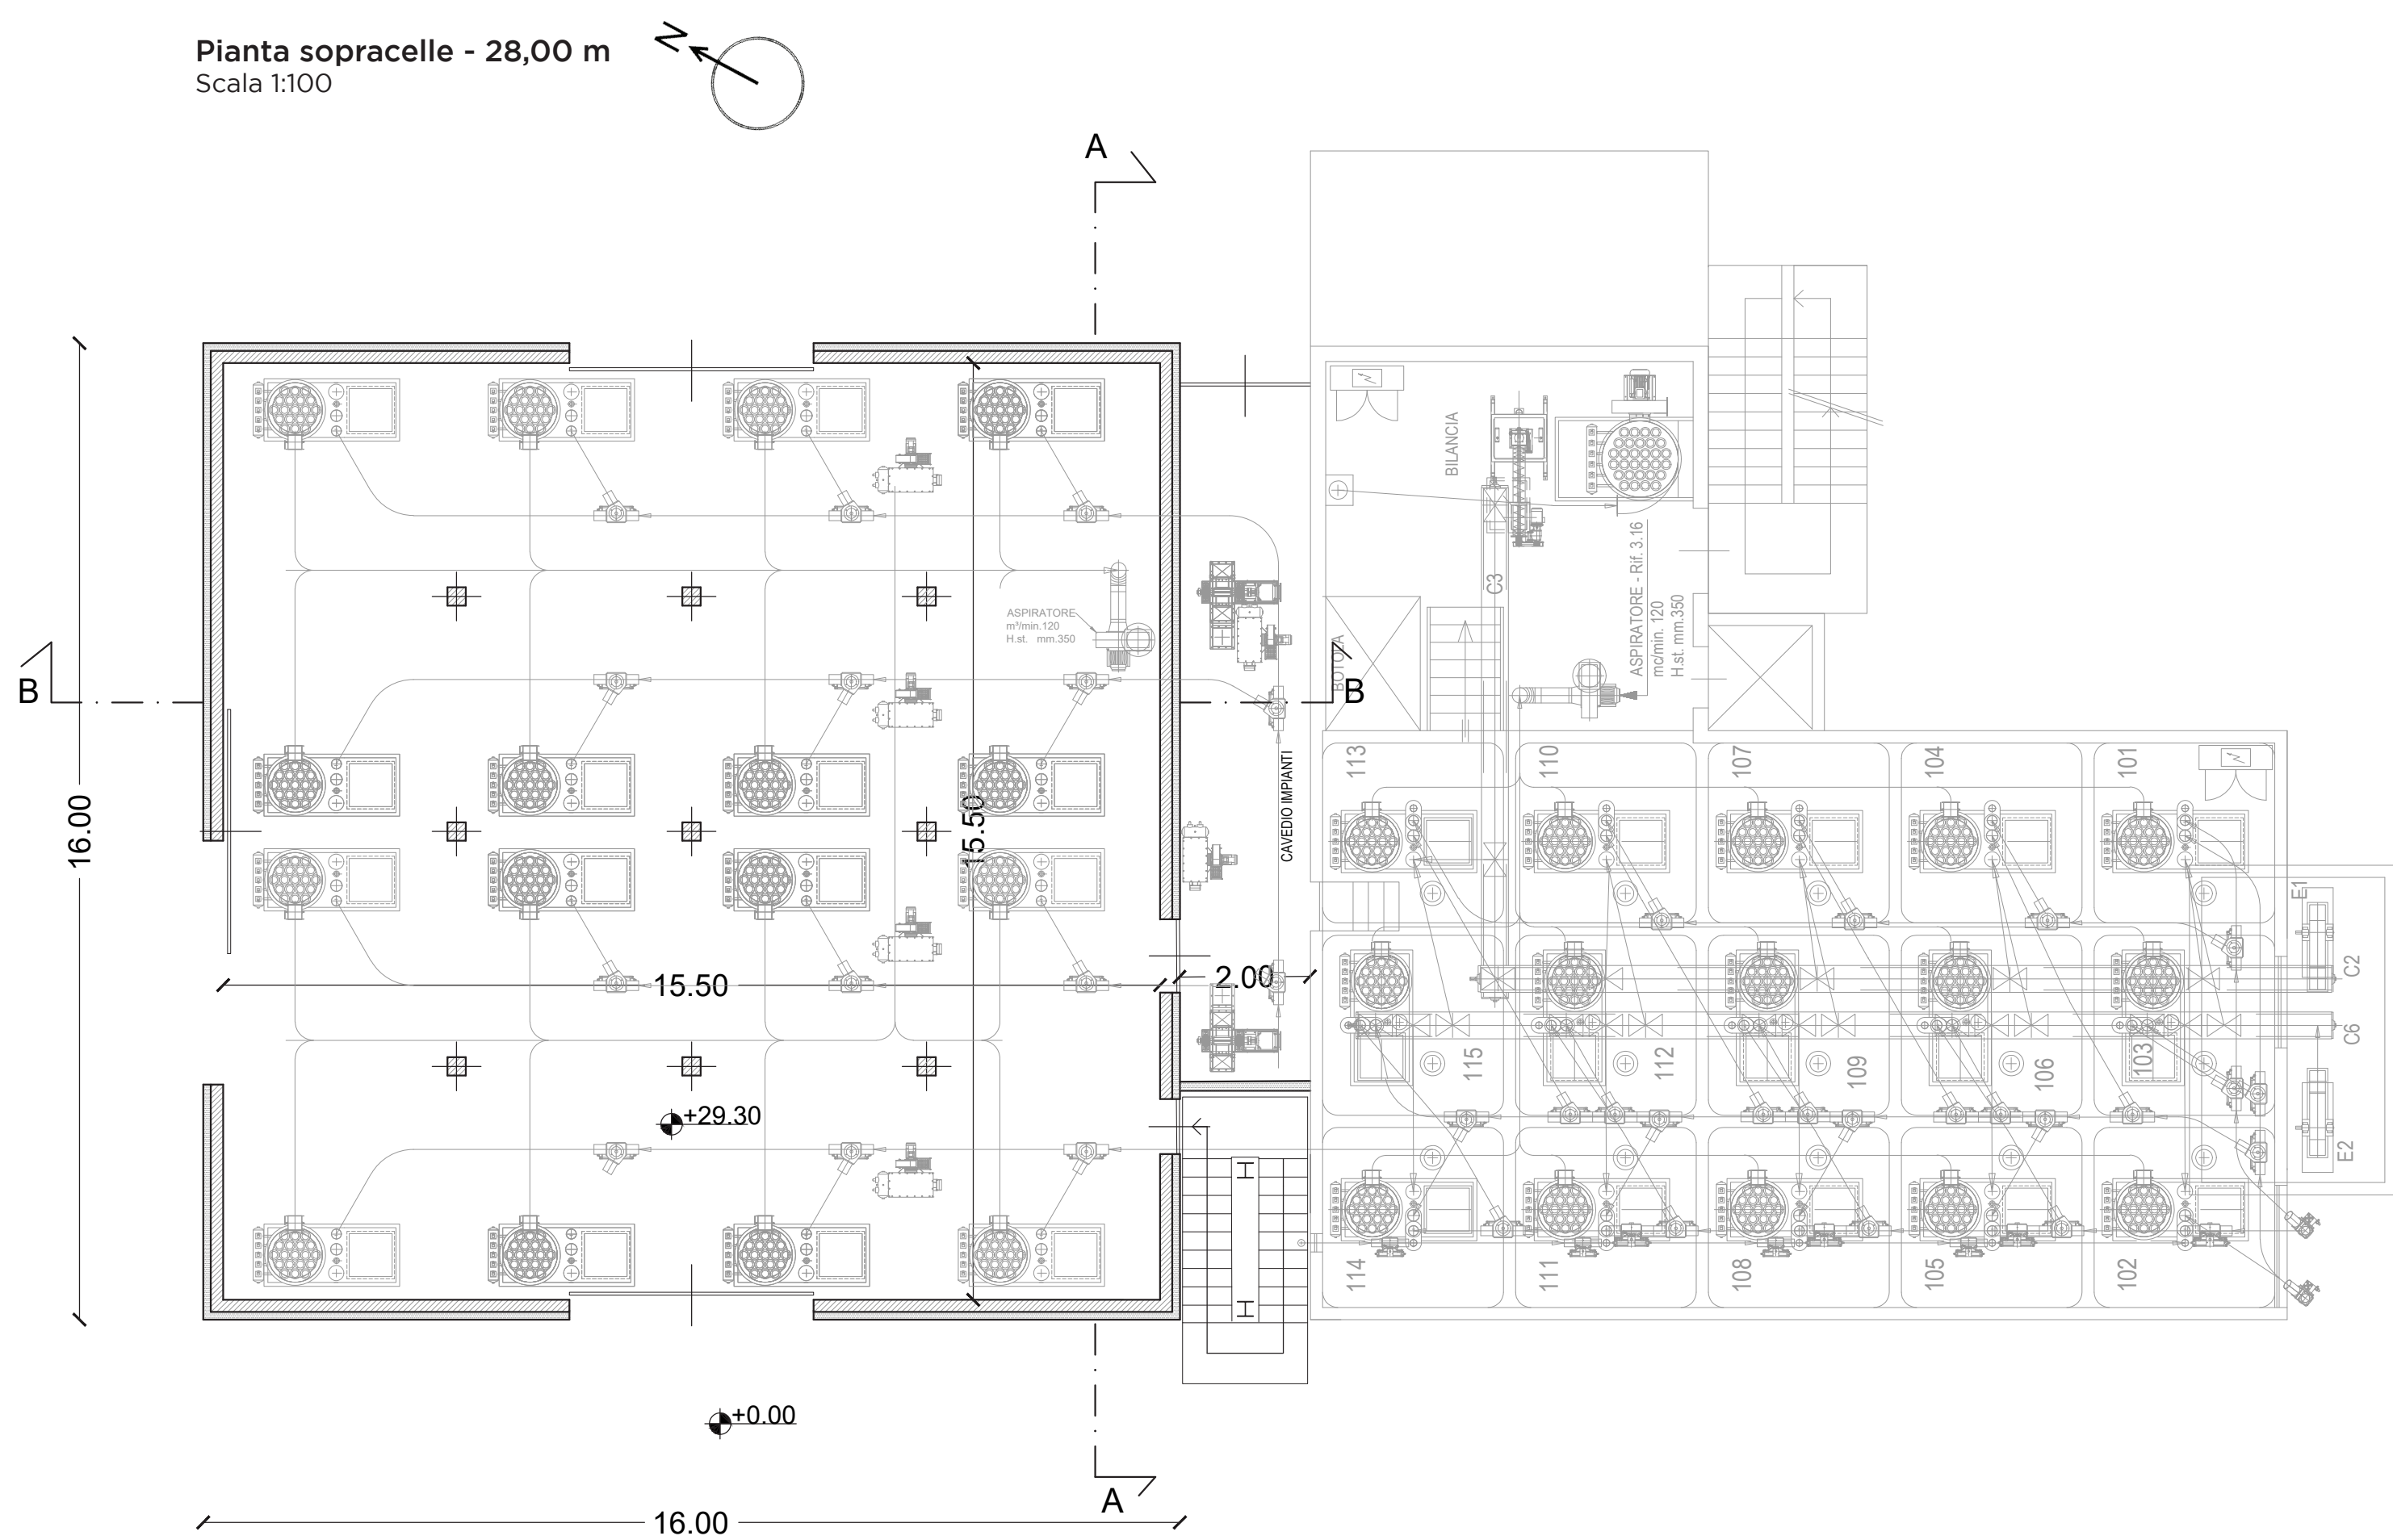 Pianta sopracelle - 28,00 m
Scala 1:100
N
A
BILANCIA
C3
ASPIRATORE - Rif. 3.16
mc/min. 120
H.st. mm.350
ASPIRATORE
m³/min.120
H.st. mm.350
BOTOLA
B
B
16.00
15.50
CAVEDIO IMPIANTI
113
110
107
104
101
E1
C2
C6
E2
15.50
2.00
115
112
109
106
103
+29.30
H
H
114
111
108
105
102
+0.00
A
16.00